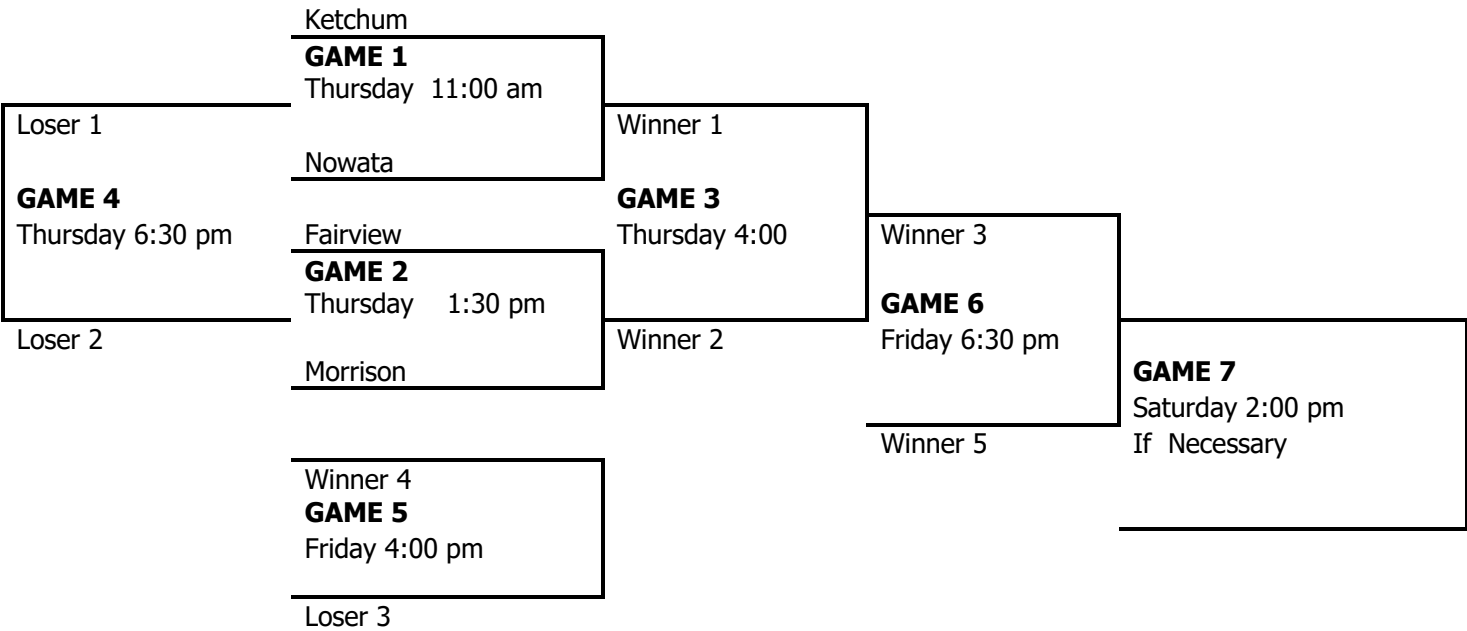 Ketchum
GAME 1
Thursday 11:00 am
Loser 1
Winner 1
Nowata
GAME 4
GAME 3
Thursday 6:30 pm
Fairview
Thursday 4:00
Winner 3
GAME 2
Thursday 1:30 pm
GAME 6
Loser 2
Winner 2
Friday 6:30 pm
Morrison
GAME 7
Saturday 2:00 pm
Winner 5
If Necessary
Winner 4
GAME 5
Friday 4:00 pm
Loser 3